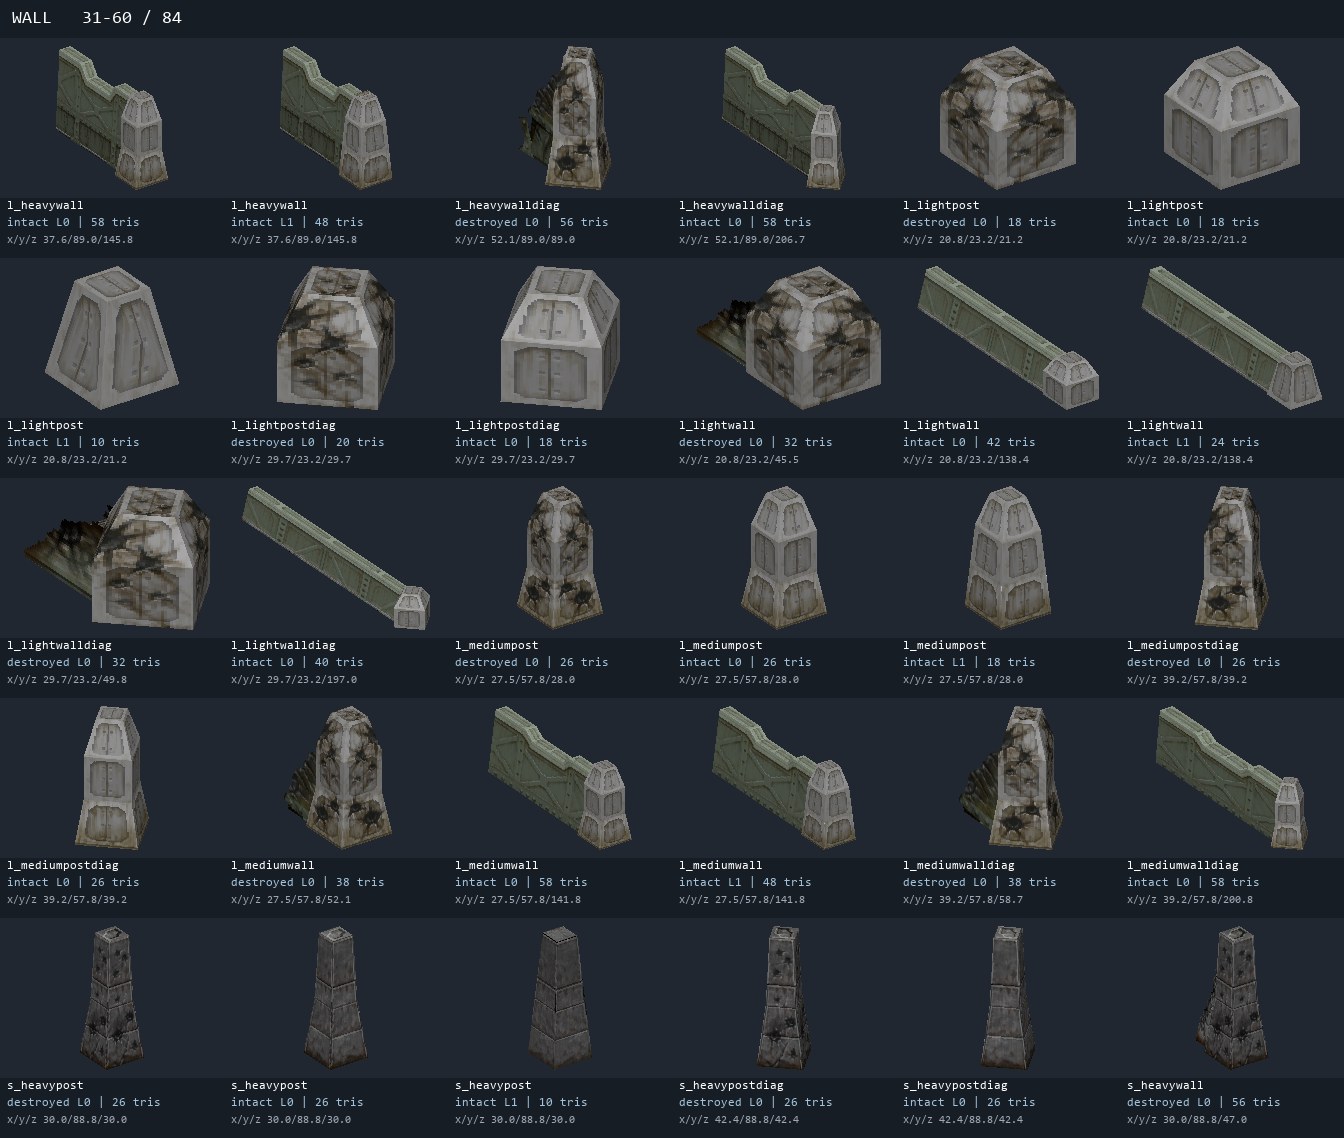 WALL 31-60 / 84
l_heavywall l_heavywall l_heavywalldiag l_heavywalldiag l_lightpost l_lightpost
intact L0 | 58 tris intact L1 | 48 tris destroyed L0 | 56 tris intact L0 | 58 tris destroyed L0 | 18 tris intact L0 | 18 tris
x/y/z 37.6/89.0/145.8 x/y/z 37.6/89.0/145.8 x/y/z 52.1/89.0/89.0 x/y/z 52.1/89.0/206.7 x/y/z 20.8/23.2/21.2 x/y/z 20.8/23.2/21.2
l_lightpost l_lightpostdiag l_lightpostdiag l_lightwall l_lightwall l_lightwall
intact L1 | 10 tris destroyed L0 | 20 tris intact L0 | 18 tris destroyed L0 | 32 tris intact L0 | 42 tris intact L1 | 24 tris
x/y/z 20.8/23.2/21.2 x/y/z 29.7/23.2/29.7 x/y/z 29.7/23.2/29.7 x/y/z 20.8/23.2/45.5 x/y/z 20.8/23.2/138.4 x/y/z 20.8/23.2/138.4
l_lightwalldiag l_lightwalldiag l_mediumpost l_mediumpost l_mediumpost l_mediumpostdiag
destroyed L0 | 32 tris intact L0 | 40 tris destroyed L0 | 26 tris intact L0 | 26 tris intact L1 | 18 tris destroyed L0 | 26 tris
x/y/z 29.7/23.2/49.8 x/y/z 29.7/23.2/197.0 x/y/z 27.5/57.8/28.0 x/y/z 27.5/57.8/28.0 x/y/z 27.5/57.8/28.0 x/y/z 39.2/57.8/39.2
l_mediumpostdiag l_mediumwall l_mediumwall l_mediumwall l_mediumwalldiag l_mediumwalldiag
intact L0 | 26 tris destroyed L0 | 38 tris intact L0 | 58 tris intact L1 | 48 tris destroyed L0 | 38 tris intact L0 | 58 tris
x/y/z 39.2/57.8/39.2 x/y/z 27.5/57.8/52.1 x/y/z 27.5/57.8/141.8 x/y/z 27.5/57.8/141.8 x/y/z 39.2/57.8/58.7 x/y/z 39.2/57.8/200.8
s_heavypost s_heavypost s_heavypost s_heavypostdiag s_heavypostdiag s_heavywall
destroyed L0 | 26 tris intact L0 | 26 tris intact L1 | 10 tris destroyed L0 | 26 tris intact L0 | 26 tris destroyed L0 | 56 tris
x/y/z 30.0/88.8/30.0 x/y/z 30.0/88.8/30.0 x/y/z 30.0/88.8/30.0 x/y/z 42.4/88.8/42.4 x/y/z 42.4/88.8/42.4 x/y/z 30.0/88.8/47.0